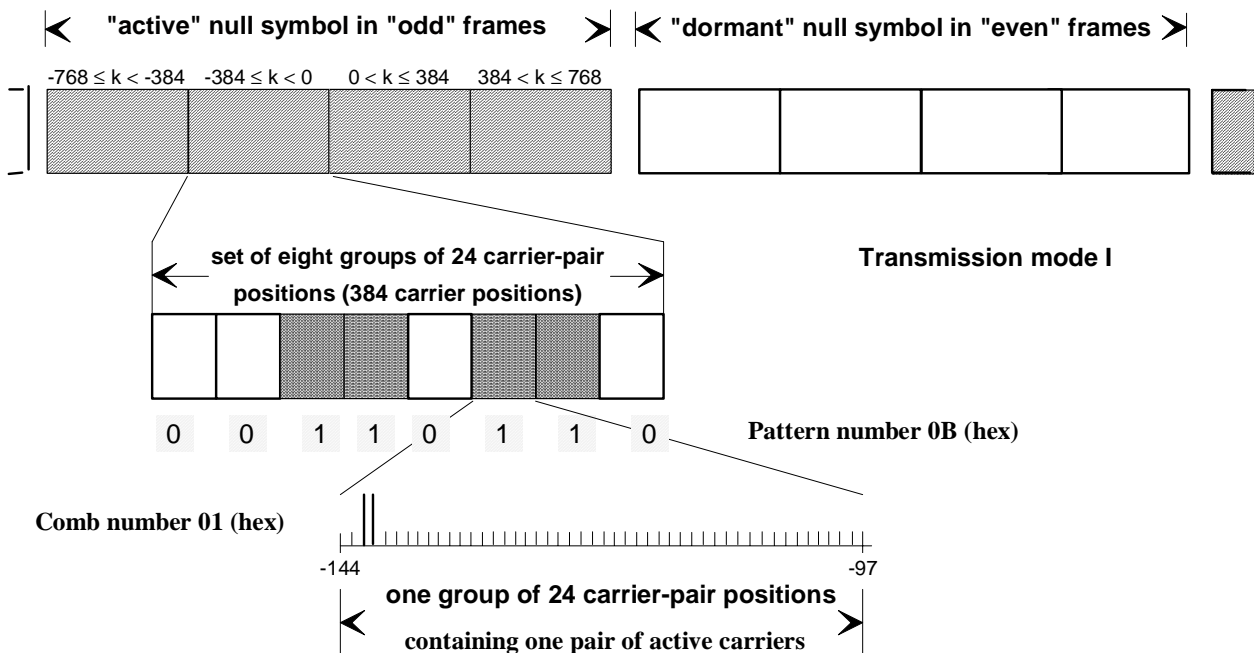 "active" null symbol in "odd" frames
"dormant" null symbol in "even" frames
-768 ≤ k < -384
-384 ≤ k < 0
0 < k ≤ 384
384 < k ≤ 768
set of eight groups of 24 carrier-pair
positions (384 carrier positions)
Transmission mode I
0 0 1 1 0 1 1 0
Pattern number 0B (hex)
Comb number 01 (hex)
-144
-97
one group of 24 carrier-pair positions
containing one pair of active carriers